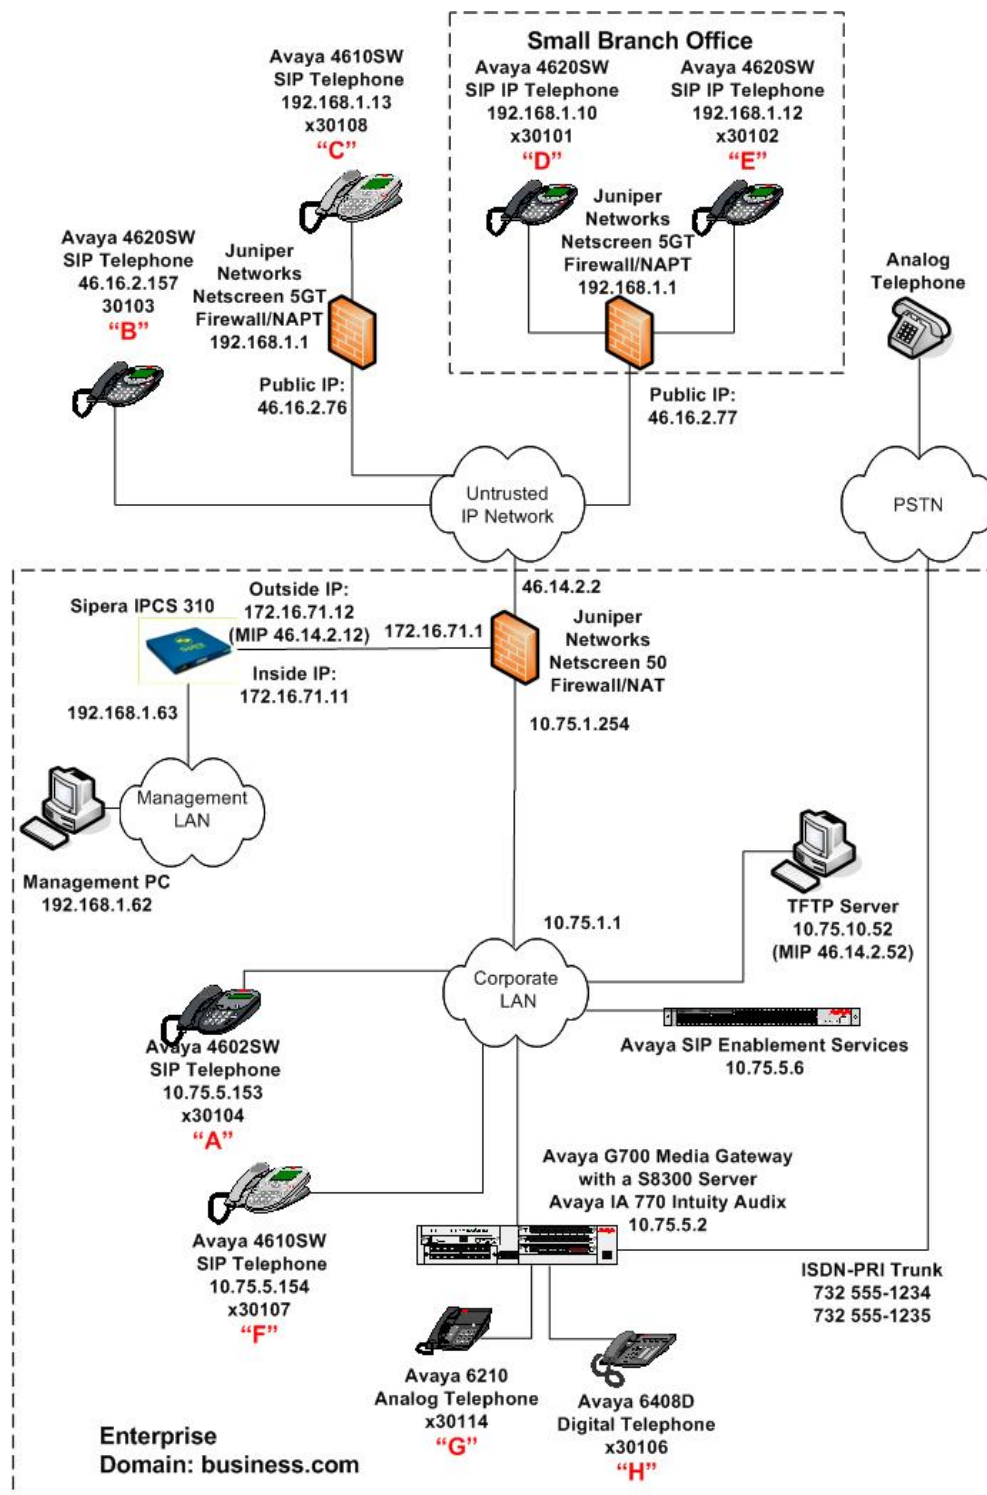 Small Branch Office
Avaya 4610SW
SIP Telephone
192.168.1.13
x30108
“C”
Avaya 4620SW
SIP IP Telephone
192.168.1.10
x30101
“D”
Avaya 4620SW
SIP IP Telephone
192.168.1.12
x30102
“E”
Juniper
Networks
Netscreen 5GT
Firewall/NAPT
192.168.1.1
Avaya 4620SW
SIP Telephone
46.16.2.157
30103
“B”
Juniper
Networks
Netscreen 5GT
Firewall/NAPT
192.168.1.1
Analog
Telephone
Public IP:
46.16.2.76
Public IP:
46.16.2.77
Untrusted
IP Network
PSTN
46.14.2.2
Sipera IPCS 310
Outside IP:
172.16.71.12
(MIP 46.14.2.12)
172.16.71.1
Juniper
Networks
Netscreen 50
Firewall/NAT
Inside IP:
172.16.71.11
192.168.1.63
10.75.1.254
Management
LAN
Management PC
192.168.1.62
TFTP Server
10.75.10.52
(MIP 46.14.2.52)
10.75.1.1
Corporate
LAN
Avaya SIP Enablement Services
10.75.5.6
Avaya 4602SW
SIP Telephone
10.75.5.153
x30104
“A”
Avaya G700 Media Gateway
with a S8300 Server
Avaya IA 770 Intuity Audix
10.75.5.2
Avaya 4610SW
SIP Telephone
10.75.5.154
x30107
“F”
ISDN-PRI Trunk
732 555-1234
732 555-1235
Avaya 6210
Analog Telephone
x30114
“G”
Avaya 6408D
Digital Telephone
x30106
“H”
Enterprise
Domain: business.com